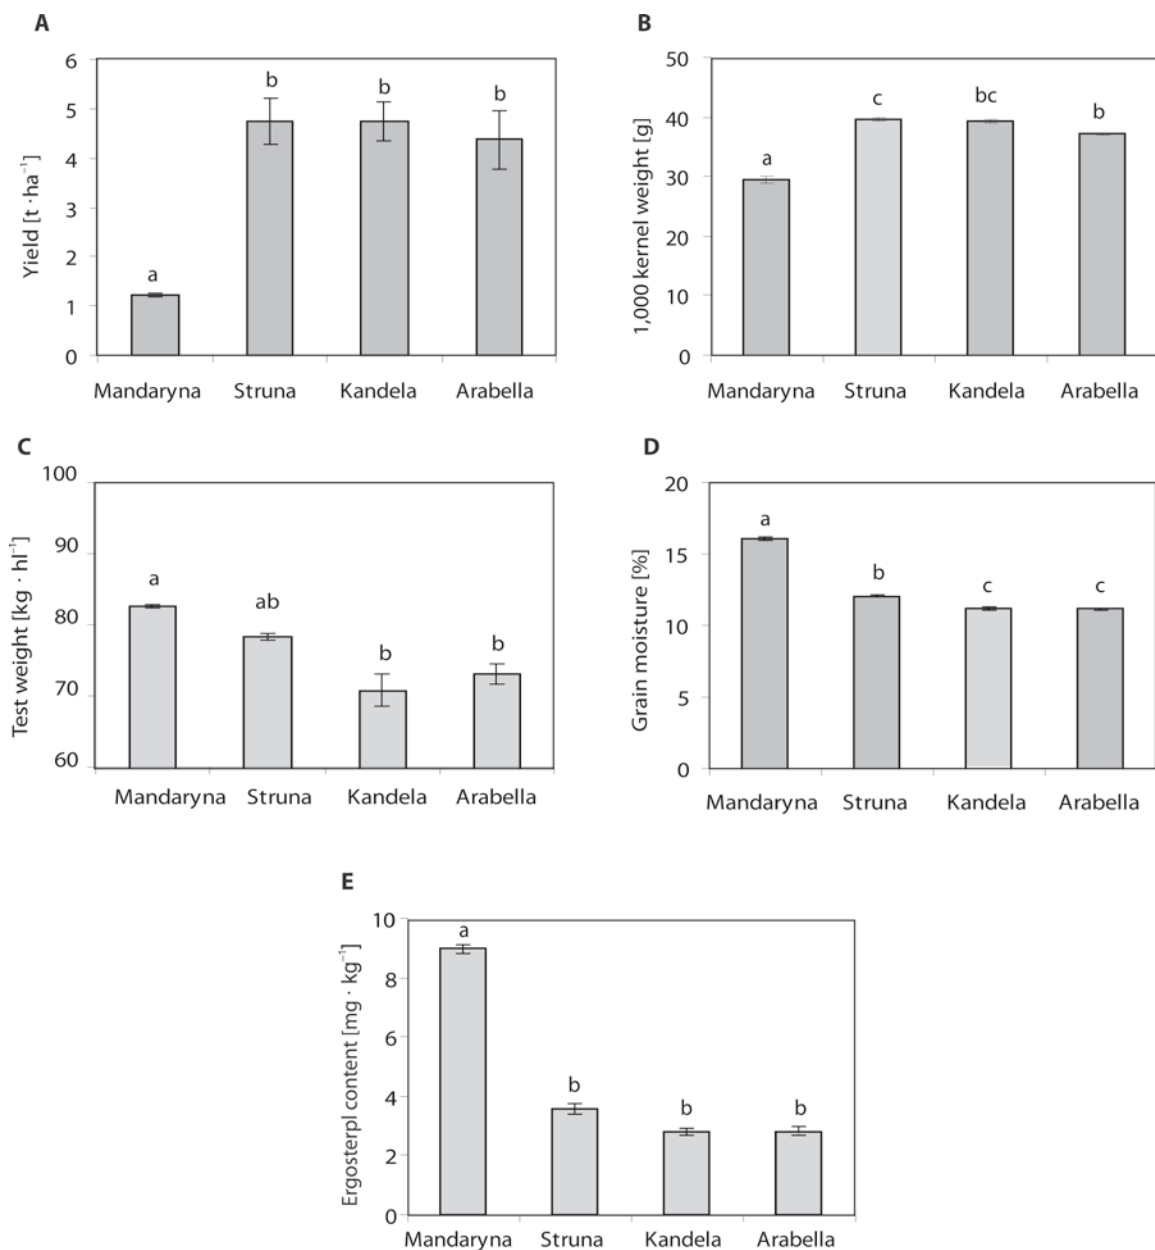 A
6
5
4
3
2
1
0
Yield [t · ha⁻¹]
a
b
b
b
Mandaryna Struna Kandela Arabella
B
50
40
30
20
10
0
1,000 kernel weight [g]
a
c
bc
b
Mandaryna Struna Kandela Arabella
C
100
90
80
70
60
Test weight [kg · hl⁻¹]
a
ab
b
b
Mandaryna Struna Kandela Arabella
D
20
15
10
5
0
Grain moisture [%]
a
b
c
c
Mandaryna Struna Kandela Arabella
E
10
8
6
4
2
0
Ergosterpl content [mg · kg⁻¹]
a
b
b
b
Mandaryna Struna Kandela Arabella